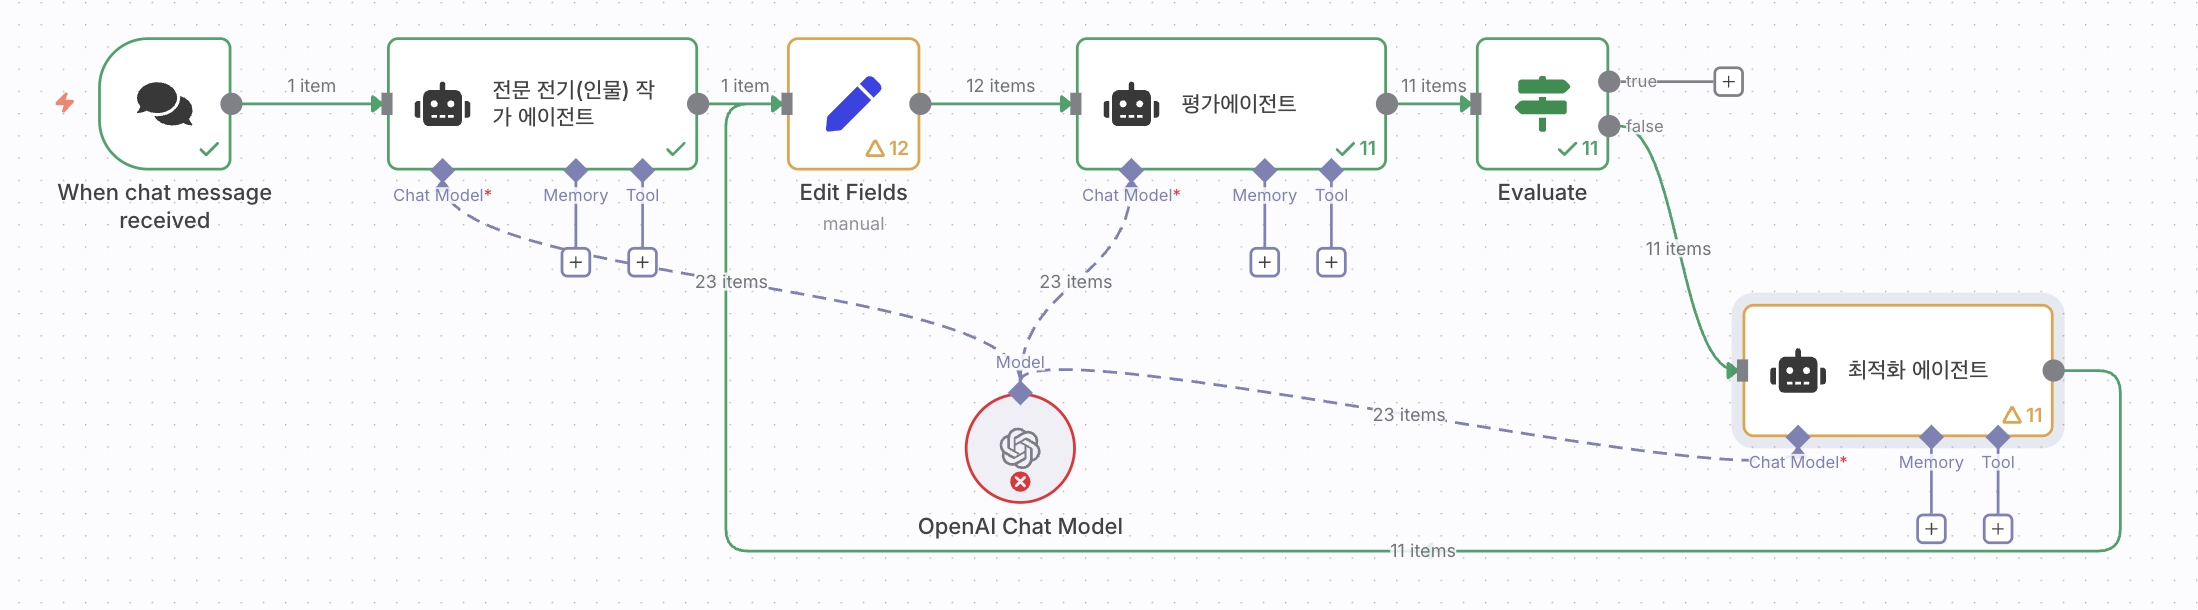 1 item
전문 전기(인물) 작
가 에이전트
1 item
12
12 items
평가에이전트
11
11 items
11
true
false
When chat message
received
Chat Model*
Memory
Tool
Edit Fields
manual
Chat Model*
Memory
Tool
Evaluate
11 items
23 items
23 items
Model
23 items
최적화 에이전트
11
Chat Model*
Memory
Tool
OpenAI Chat Model
11 items